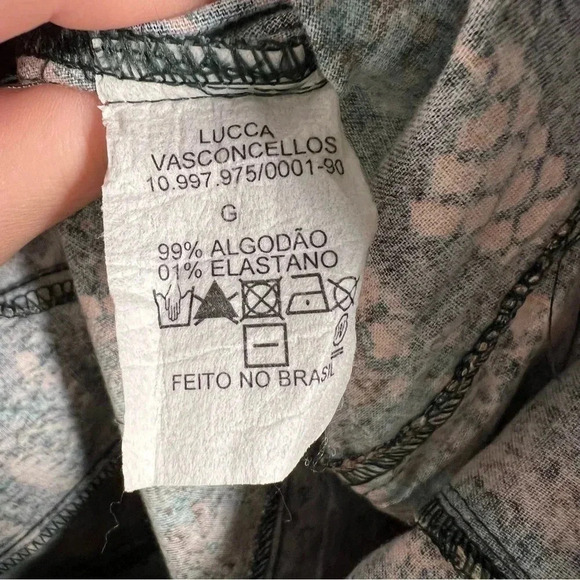 LUCCA
VASCONCELLOS
10.997.975/0001-90
G
99% ALGODÃO
01% ELASTANO
FEITO NO BRASIL